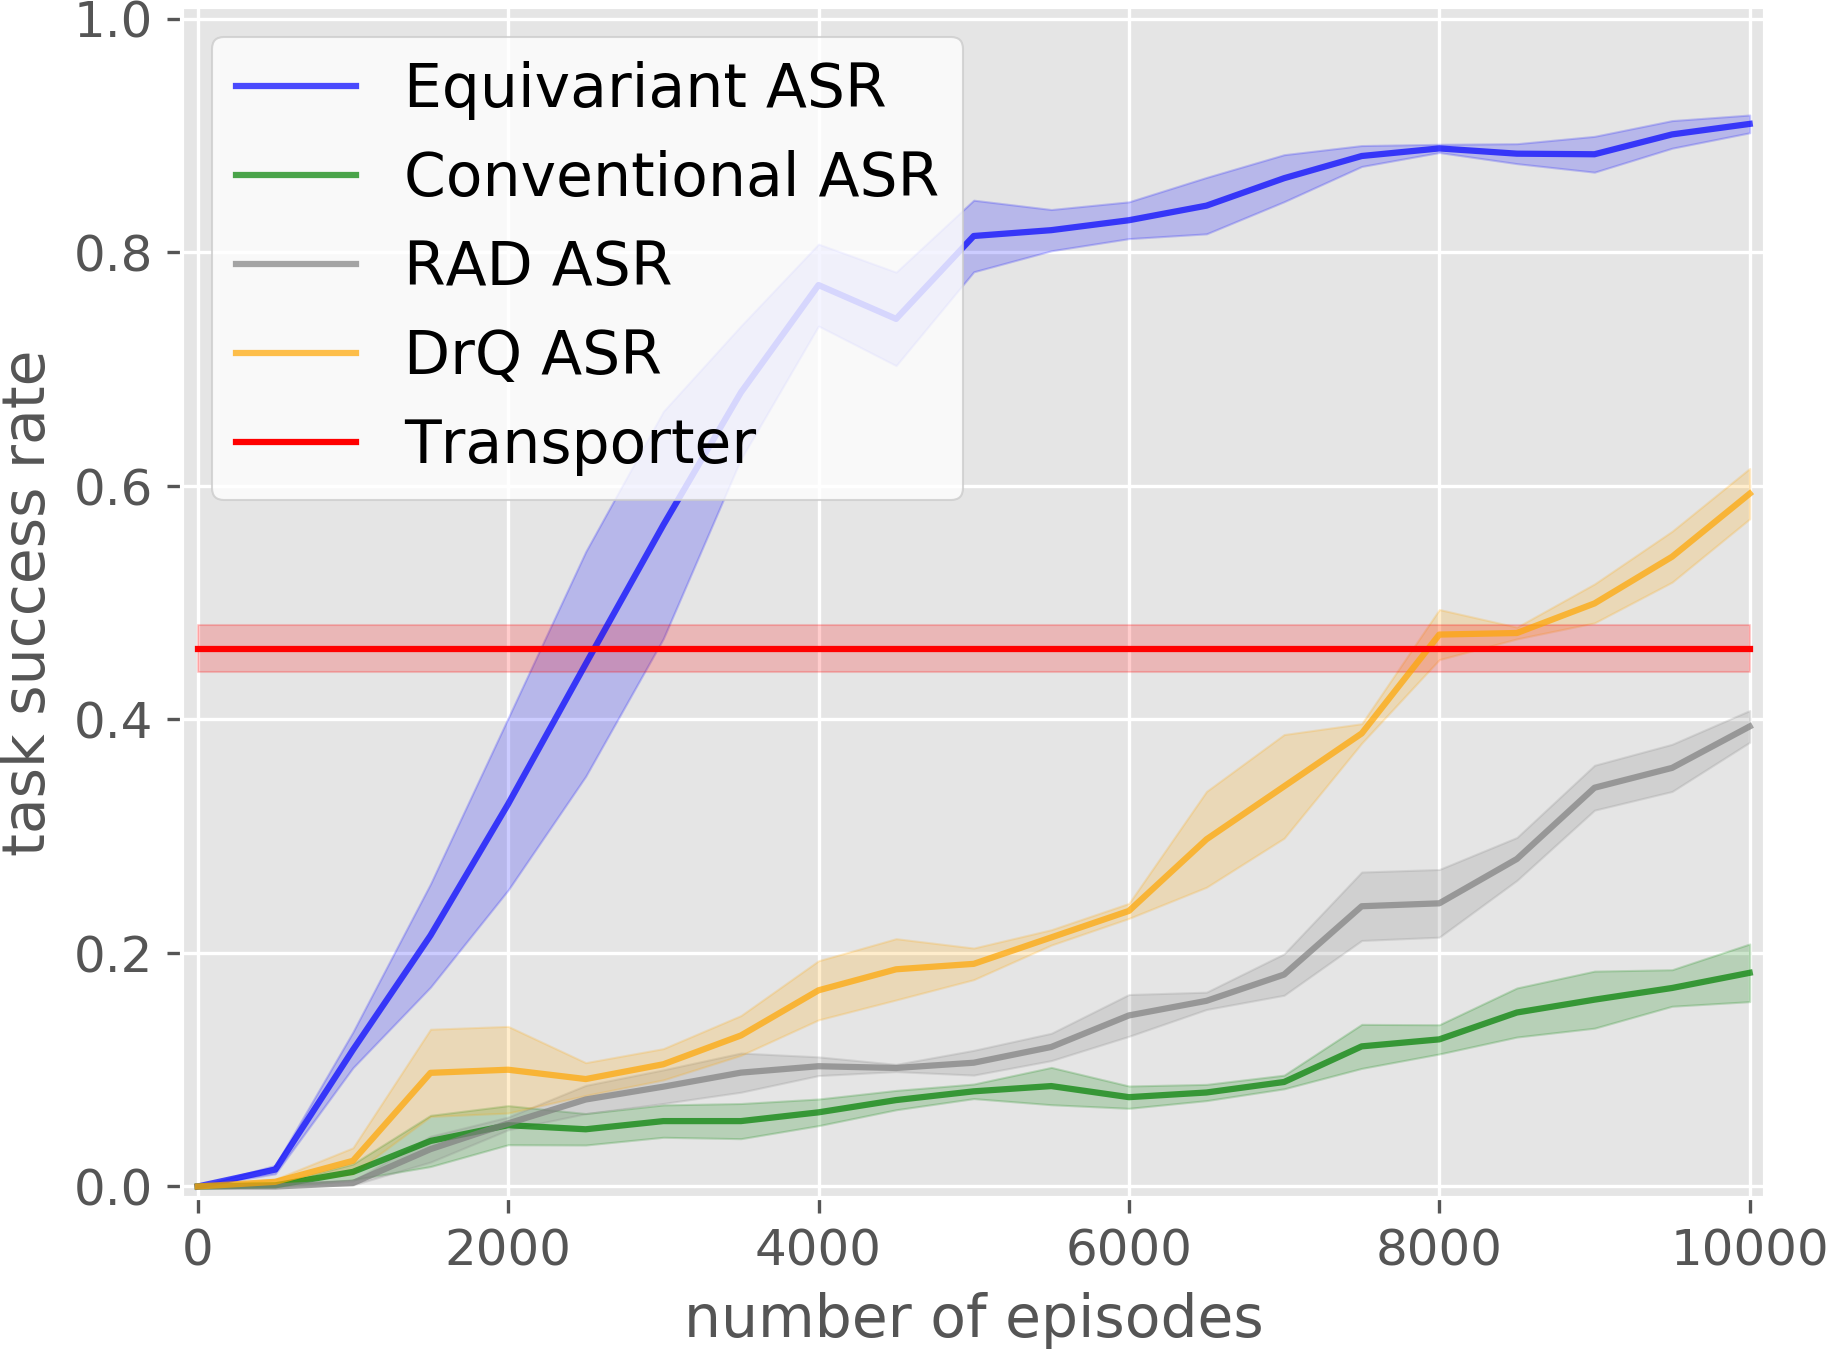 1.0
0.8
0.6
0.4
0.2
0.0
task success rate
Equivariant ASR
Conventional ASR
RAD ASR
DrQ ASR
Transporter
0 2000 4000 6000 8000 10000
number of episodes